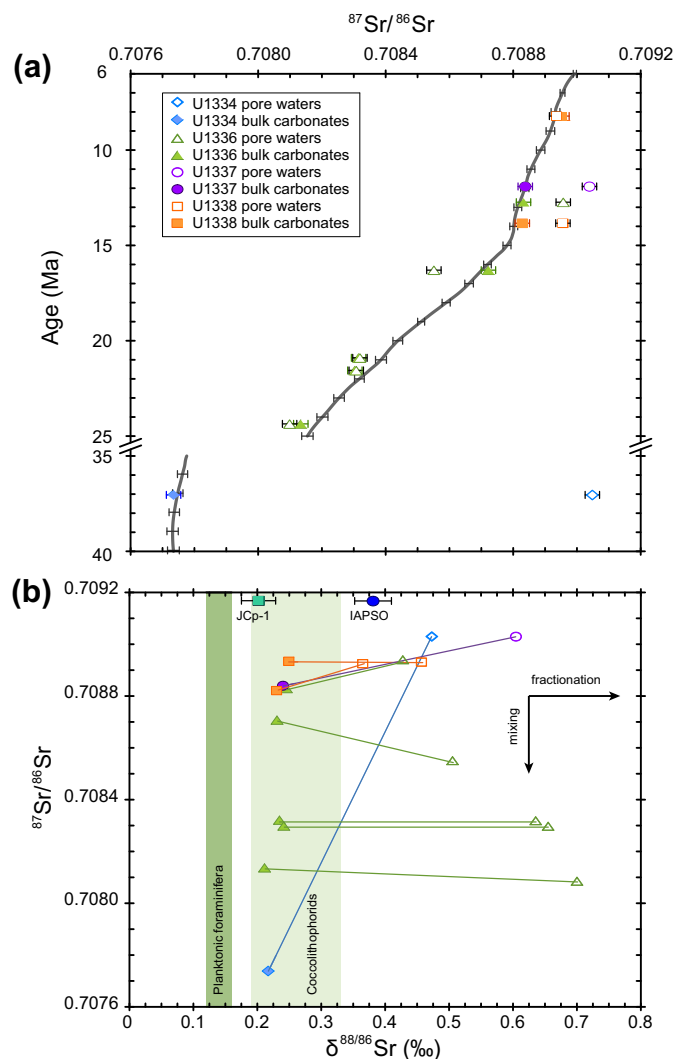 ⁸⁷Sr/⁸⁶Sr
0.7076 0.7080 0.7084 0.7088 0.7092
(a)
6
U1334 pore waters
U1334 bulk carbonates
U1336 pore waters
U1336 bulk carbonates
U1337 pore waters
U1337 bulk carbonates
U1338 pore waters
U1338 bulk carbonates
10
15
Age (Ma)
20
25
35
40
(b)
0.7092
JCp-1
IAPSO
fractionation
0.7088
mixing
⁸⁷Sr/⁸⁶Sr
0.7084
0.7080
Planktonic foraminifera
Coccolithophorids
0.7076
0 0.1 0.2 0.3 0.4 0.5 0.6 0.7 0.8
δ⁸⁸/⁸⁶Sr (‰)